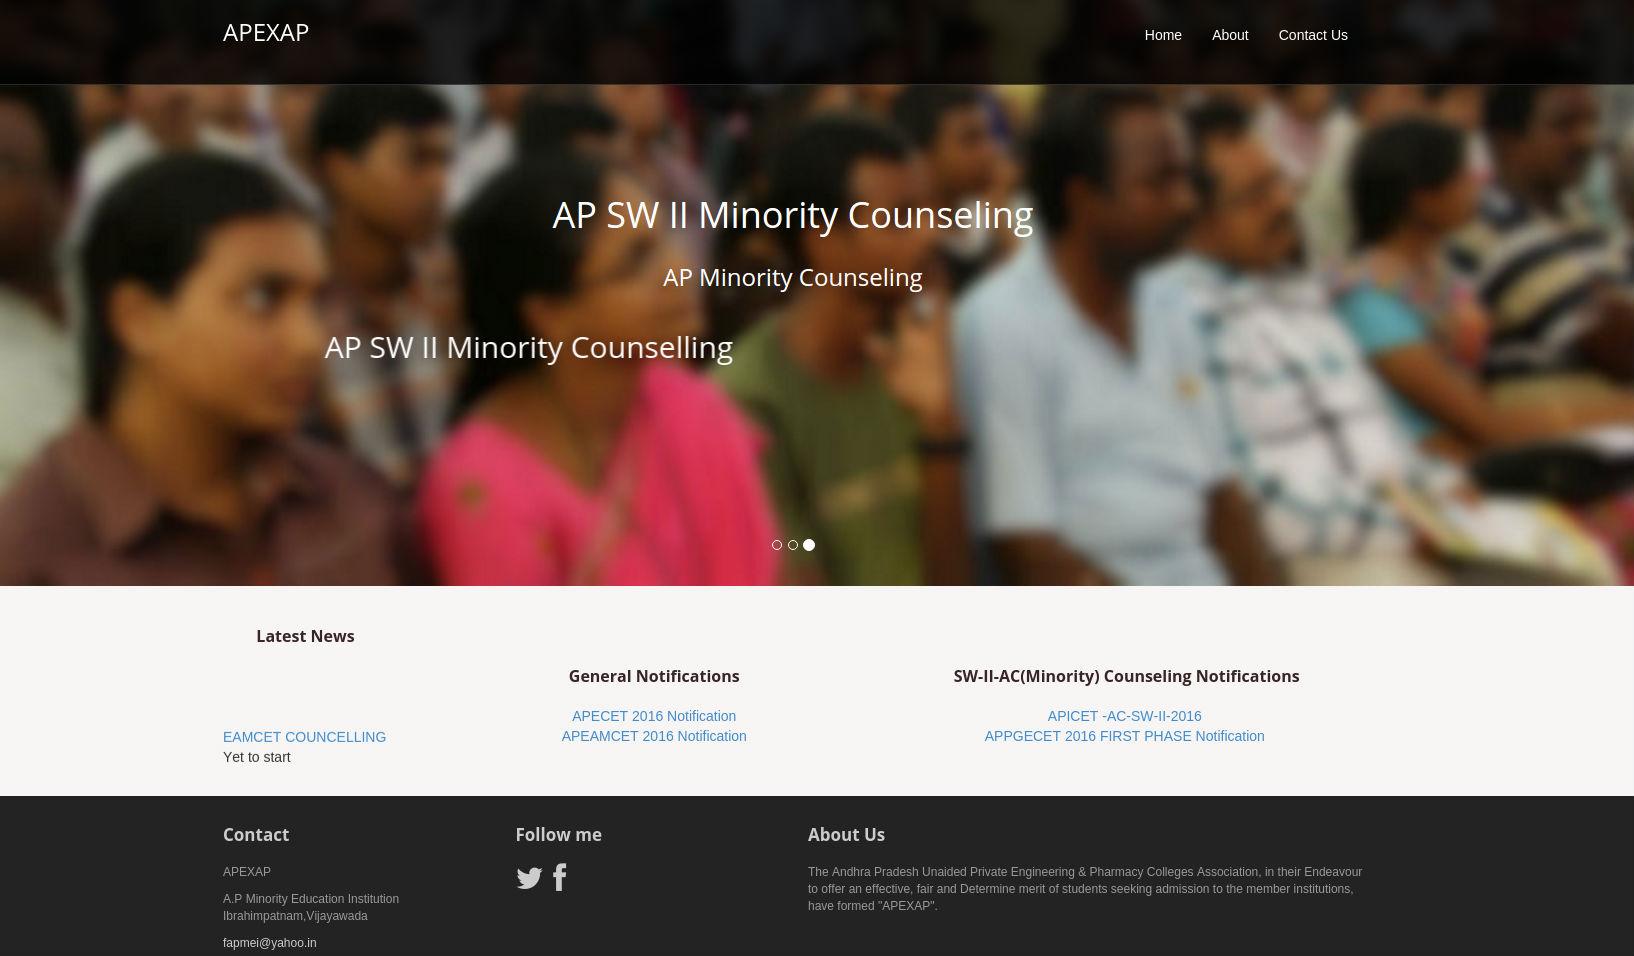 APEXAP
Home About Contact Us
AP SW II Minority Counseling
AP Minority Counseling
AP SW II Minority Counselling
Latest News
EAMCET COUNCELLING
Yet to start
General Notifications
APECET 2016 Notification
APEAMCET 2016 Notification
SW-II-AC(Minority) Counseling Notifications
APICET -AC-SW-II-2016
APPGECET 2016 FIRST PHASE Notification
Contact
APEXAP
A.P Minority Education Institution
Ibrahimpatnam,Vijayawada
fapmei@yahoo.in
Follow me
About Us
The Andhra Pradesh Unaided Private Engineering & Pharmacy Colleges Association, in their Endeavour
to offer an effective, fair and Determine merit of students seeking admission to the member institutions,
have formed "APEXAP".